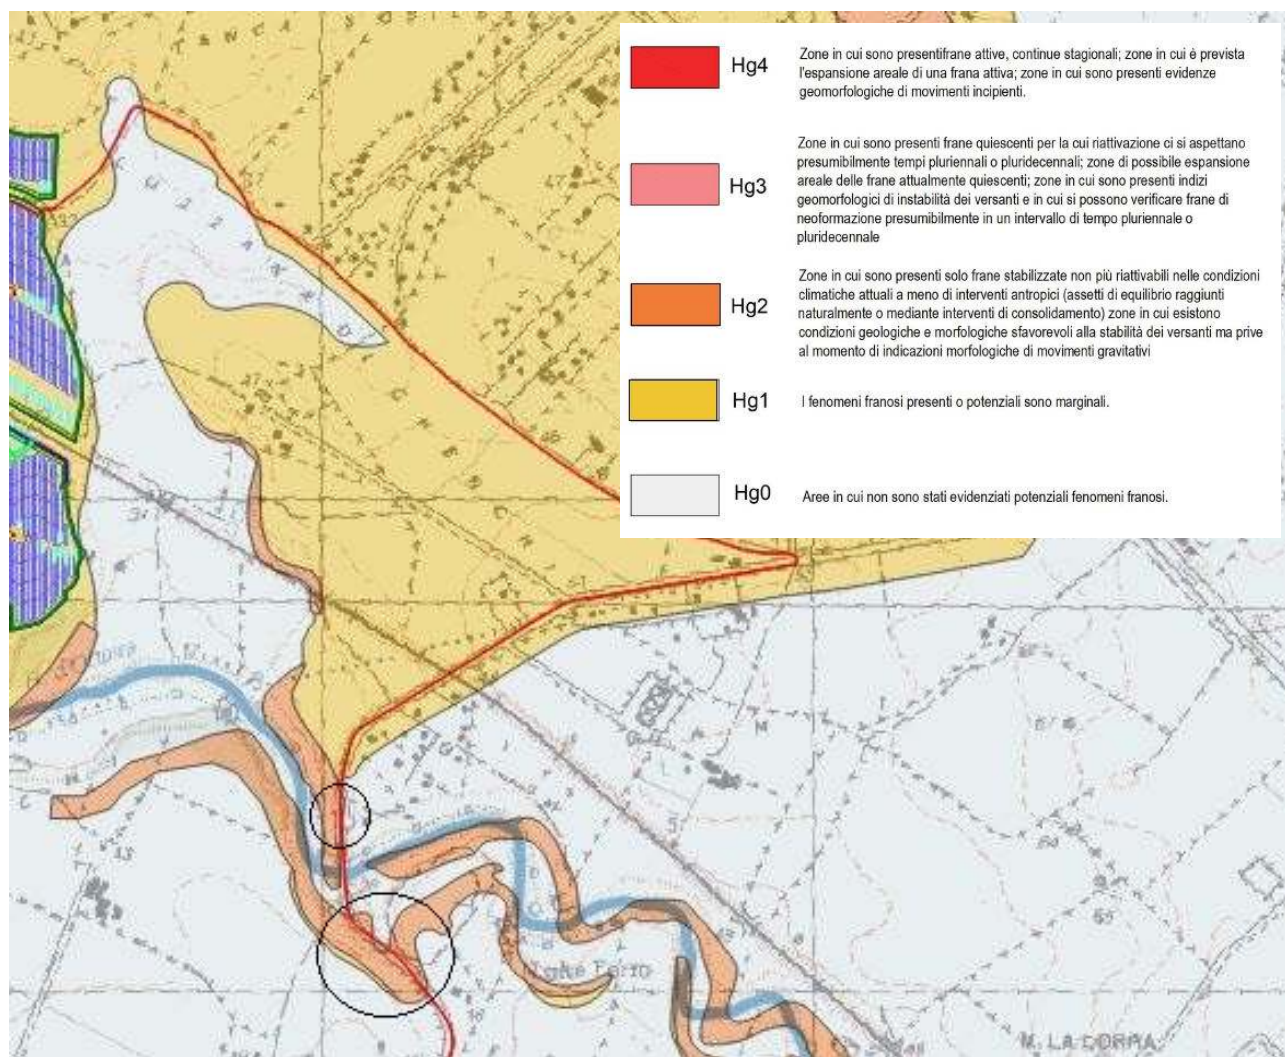 TANCA
Hg4
Zone in cui sono presentifrane attive, continue stagionali; zone in cui è prevista
l'espansione areale di una frana attiva; zone in cui sono presenti evidenze
geomorfologiche di movimenti incipienti.
Hg3
Zone in cui sono presenti frane quiescenti per la cui riattivazione ci si aspettano
presumibilmente tempi pluriennali o pluridecennali; zone di possibile espansione
areale delle frane attualmente quiescenti; zone in cui sono presenti indizi
geomorfologici di instabilità dei versanti e in cui si possono verificare frane di
neoformazione presumibilmente in un intervallo di tempo pluriennale o
pluridecennale
Hg2
Zone in cui sono presenti solo frane stabilizzate non più riattivabili nelle condizioni
climatiche attuali a meno di interventi antropici (assetti di equilibrio raggiunti
naturalmente o mediante interventi di consolidamento) zone in cui esistono
condizioni geologiche e morfologiche sfavorevoli alla stabilità dei versanti ma prive
al momento di indicazioni morfologiche di movimenti gravitativi
Hg1
I fenomeni franosi presenti o potenziali sono marginali.
Hg0
Aree in cui non sono stati evidenziati potenziali fenomeni franosi.